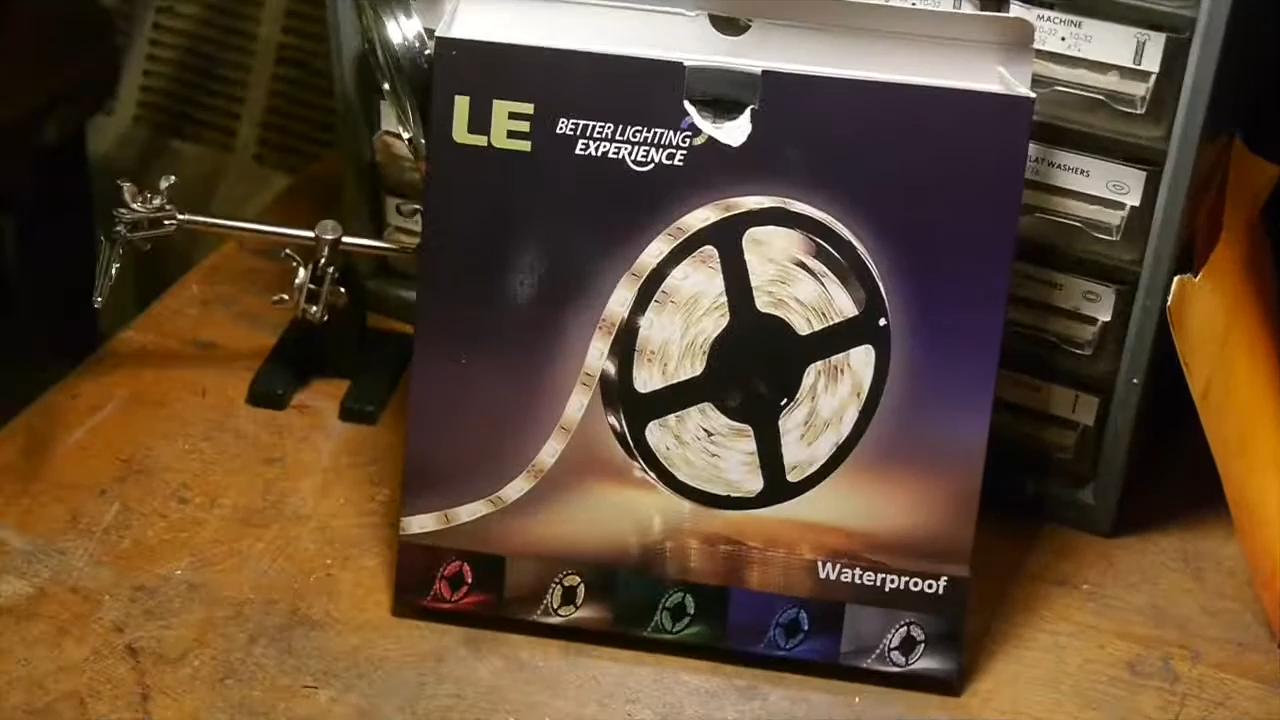 LE
BETTER LIGHTING
EXPERIENCE
Waterproof
MACHINE
10-32
LAT WASHERS